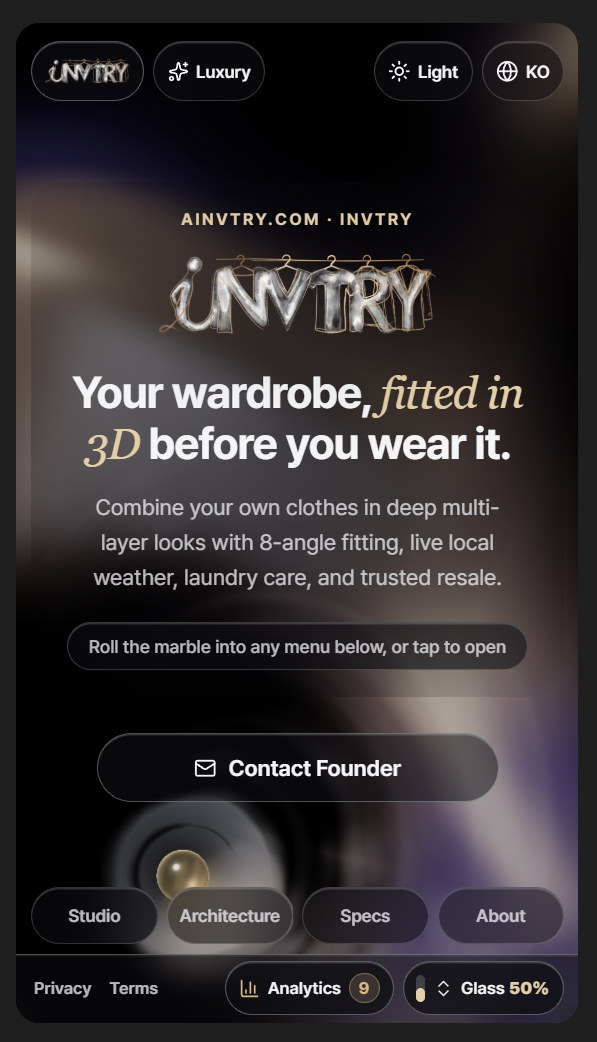 iNVTRY
Luxury
Light
KO
AINVTRY.COM · INVTRY
iNVTRY
Your wardrobe, fitted in
3D before you wear it.
Combine your own clothes in deep multi-
layer looks with 8-angle fitting, live local
weather, laundry care, and trusted resale.
Roll the marble into any menu below, or tap to open
Contact Founder
Studio
Architecture
Specs
About
Privacy
Terms
Analytics 9
Glass 50%